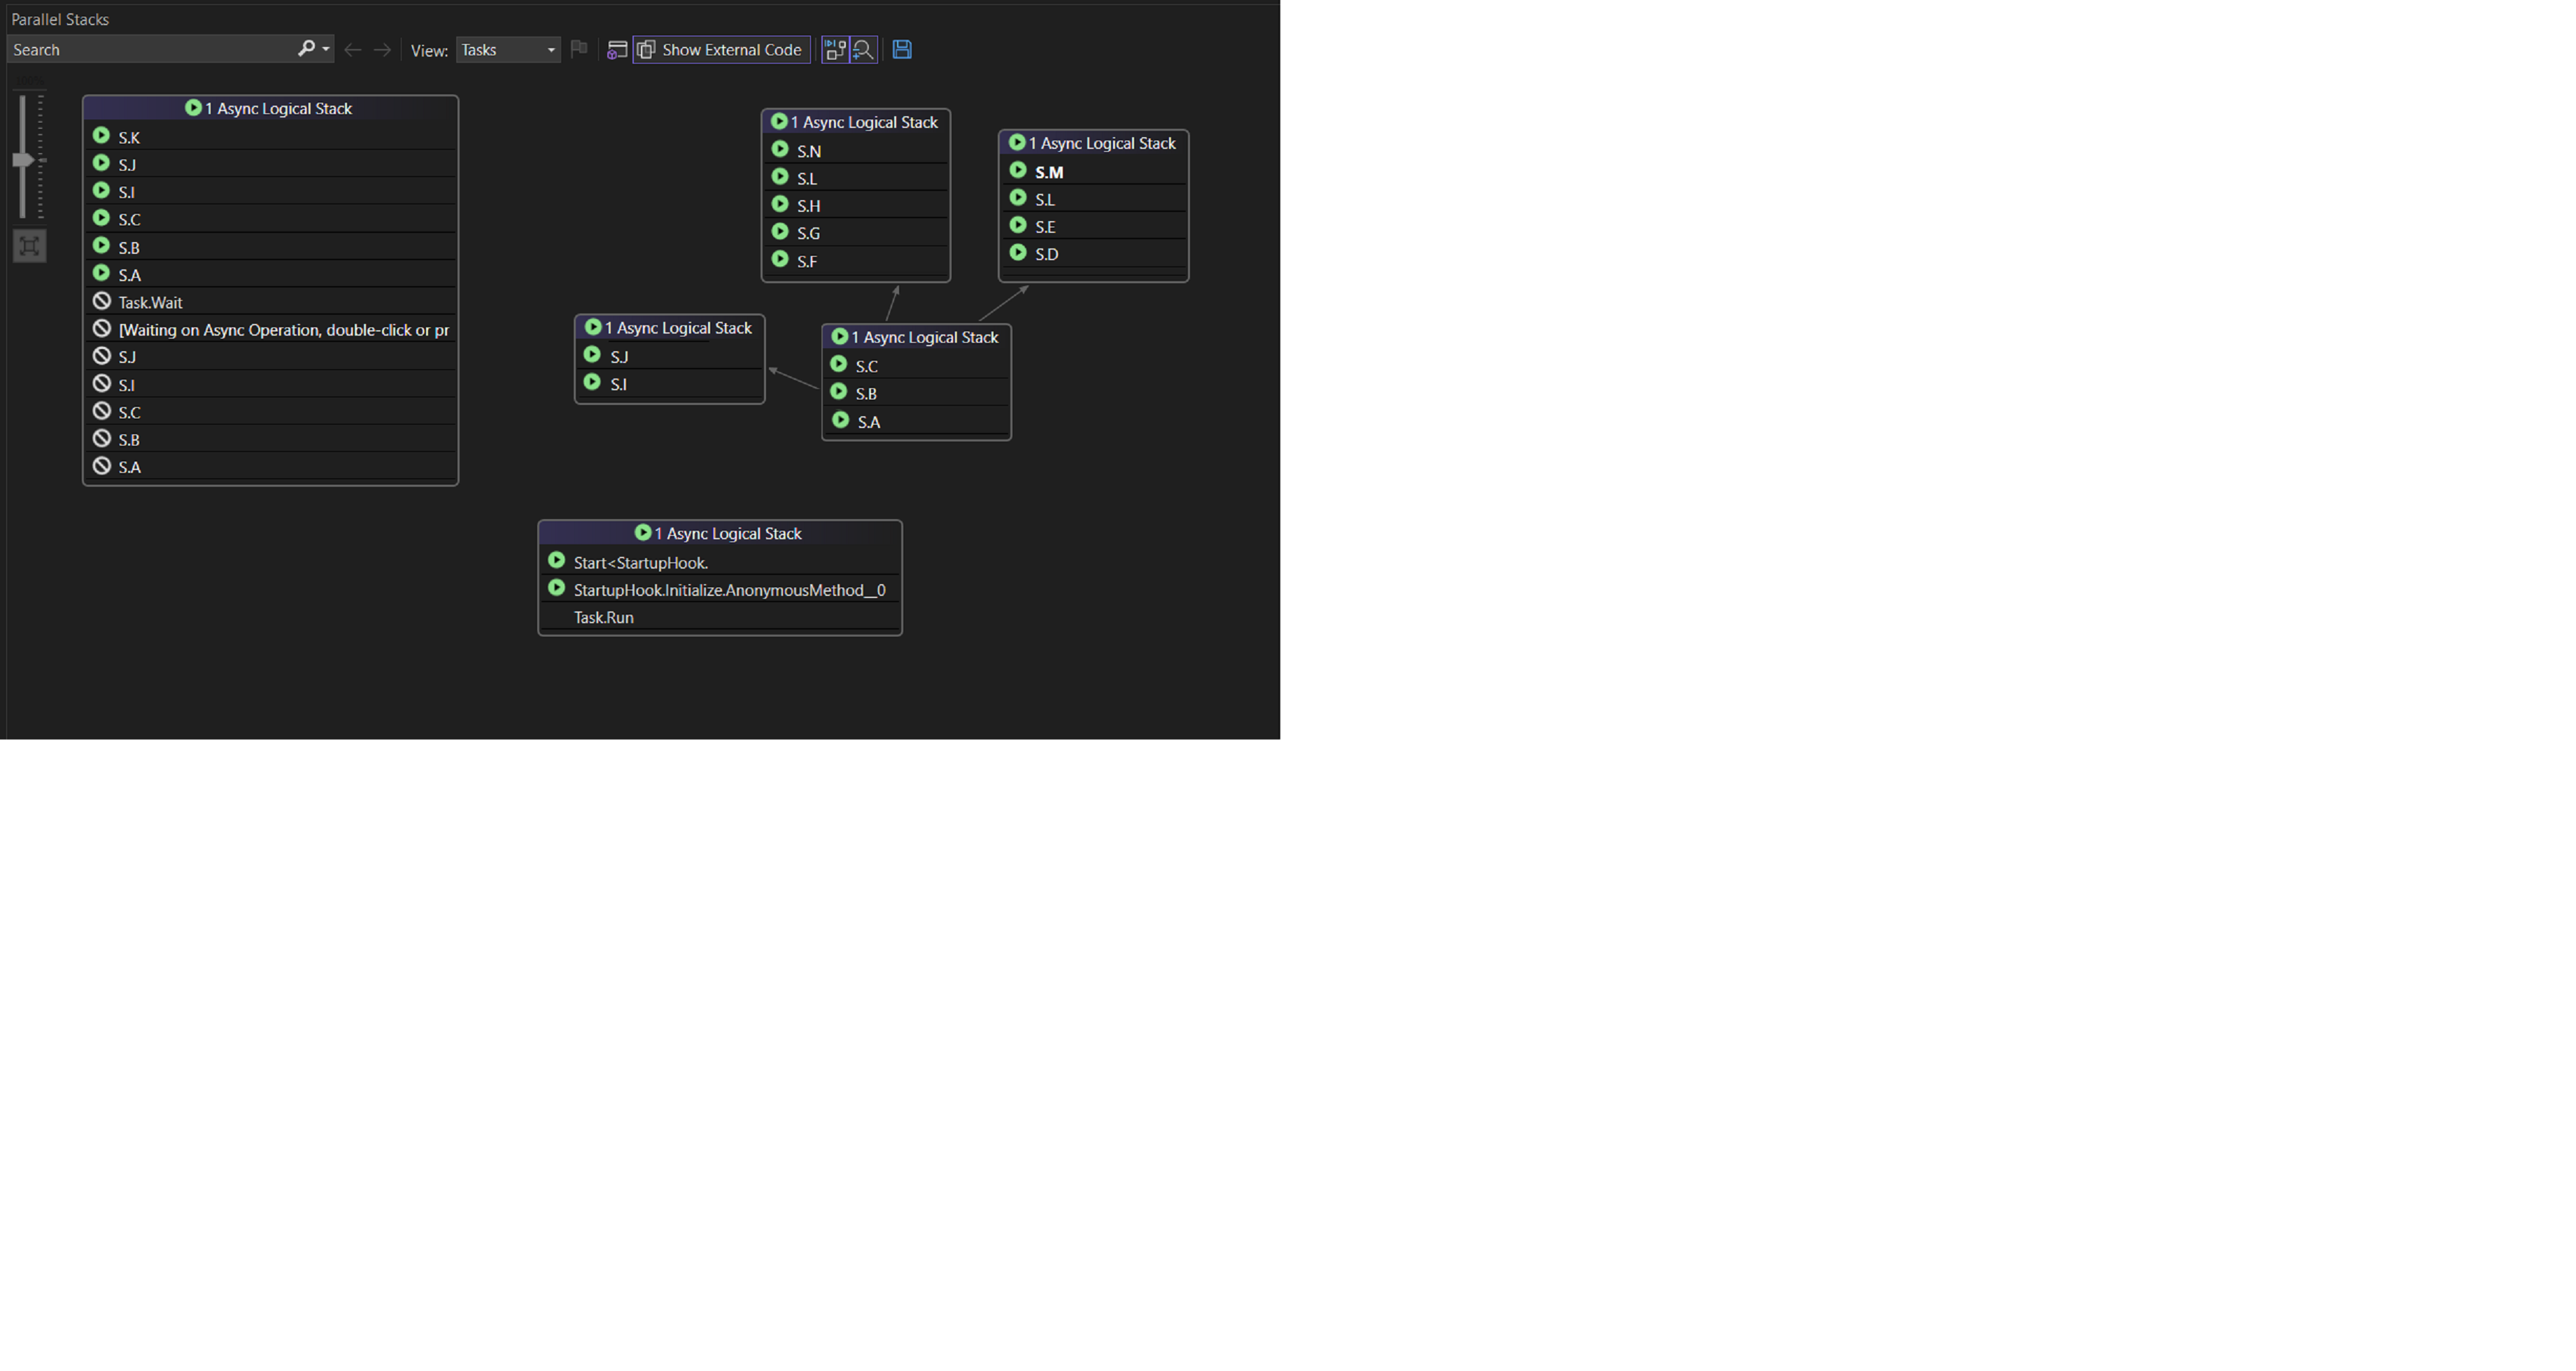 Parallel Stacks
Search
View: Tasks
Show External Code
1 Async Logical Stack
S.K
S.J
S.I
S.C
S.B
S.A
Task.Wait
[Waiting on Async Operation, double-click or pr
S.J
S.I
S.C
S.B
S.A
1 Async Logical Stack
S.N
S.L
S.H
S.G
S.F
1 Async Logical Stack
S.M
S.L
S.E
S.D
1 Async Logical Stack
S.J
S.I
1 Async Logical Stack
S.C
S.B
S.A
1 Async Logical Stack
Start<StartupHook.
StartupHook.Initialize.AnonymousMethod__0
Task.Run